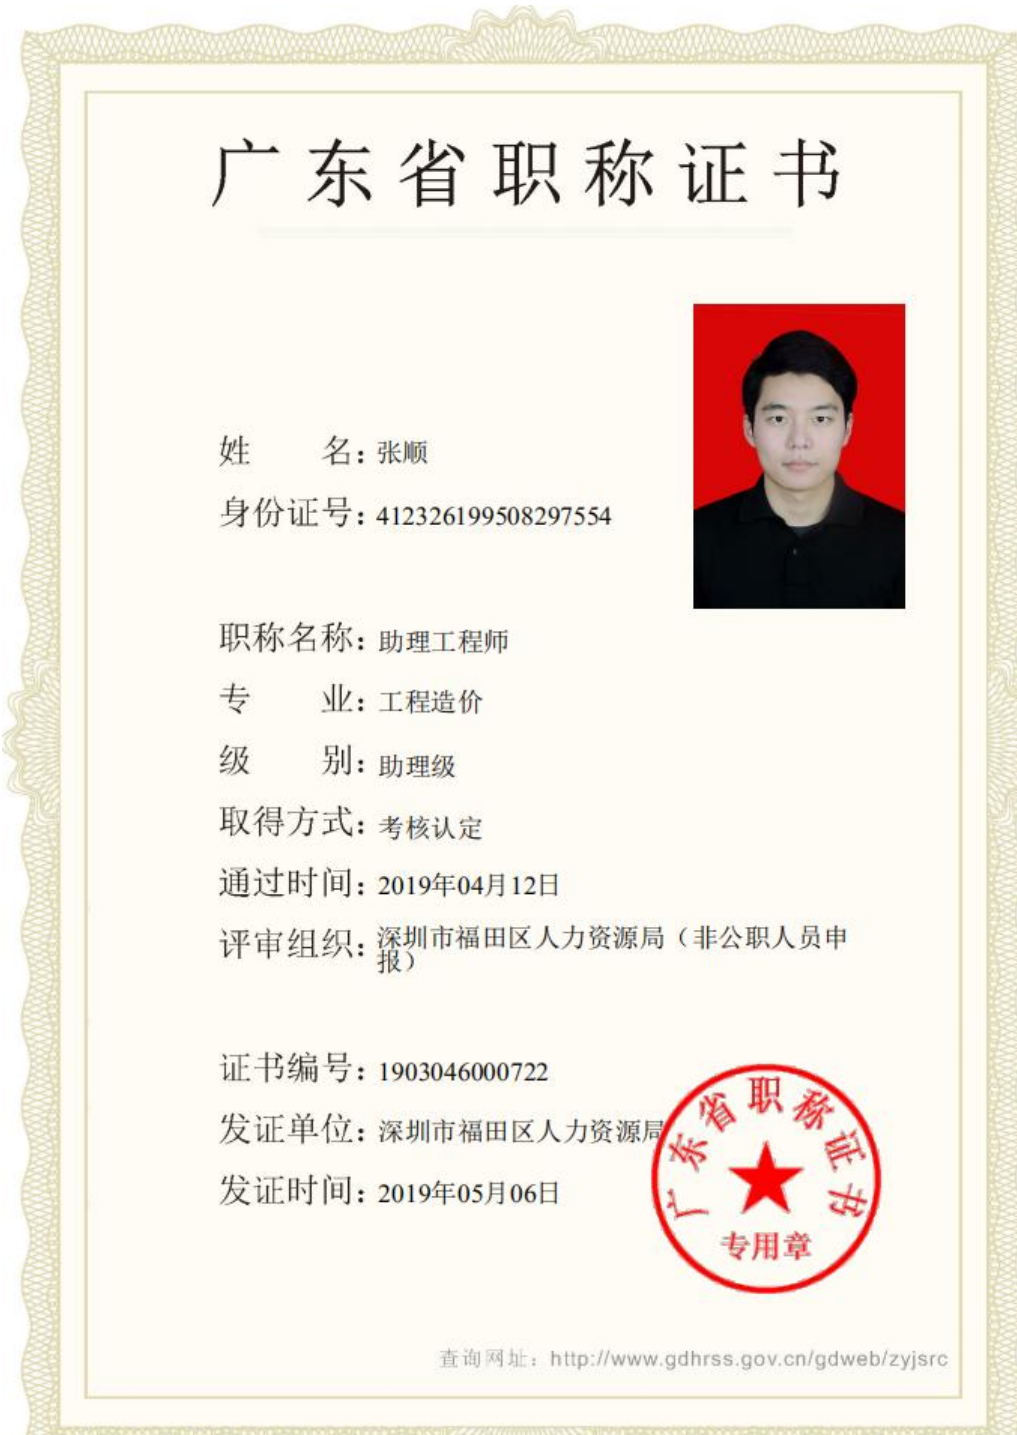 广东省职称证书
姓 名：张顺
身份证号：412326199508297554
职称名称：助理工程师
专 业：工程造价
级 别：助理级
取得方式：考核认定
通过时间：2019年04月12日
评审组织：深圳市福田区人力资源局（非公职人员申
报）
证书编号：1903046000722
发证单位：深圳市福田区人力资源局
发证时间：2019年05月06日
广东省职称证书
专用章
查询网址：http://www.gdhrss.gov.cn/gdweb/zyjsrc